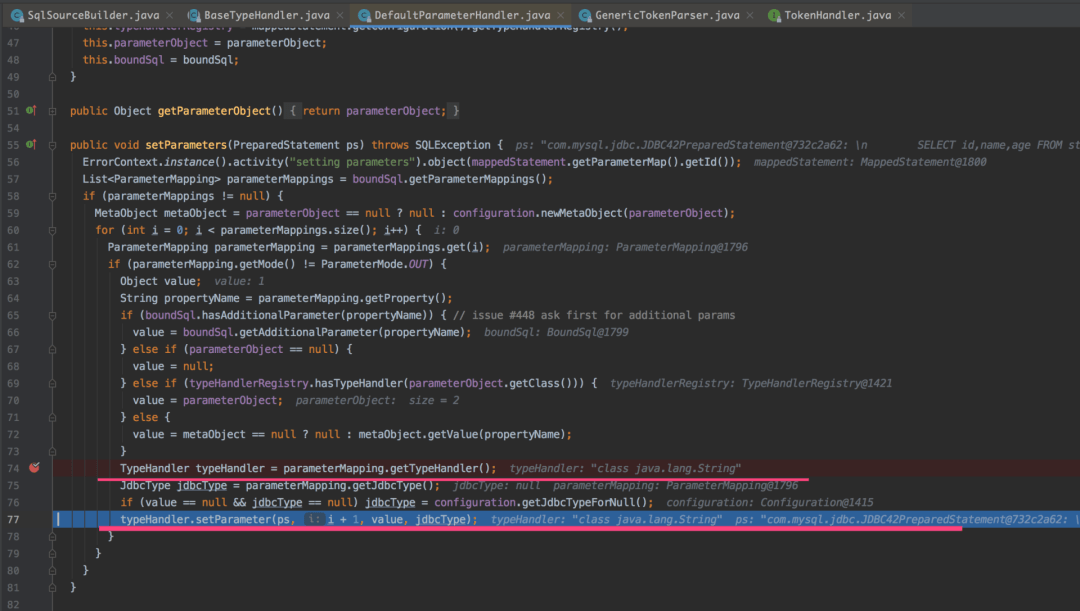 SqlSourceBuilder.java × BaseTypeHandler.java × DefaultParameterHandler.java × GenericTokenParser.java × TokenHandler.java ×
47 this.parameterObject = parameterObject;
48 this.boundSql = boundSql;
49 }
50
51 public Object getParameterObject() { return parameterObject; }
54
55 public void setParameters(PreparedStatement ps) throws SQLException { ps: "com.mysql.jdbc.JDBC42PreparedStatement@732c2a62: \n SELECT id,name,age FROM st
56 ErrorContext.instance().activity("setting parameters").object(mappedStatement.getParameterMap().getId()); mappedStatement: MappedStatement@1800
57 List<ParameterMapping> parameterMappings = boundSql.getParameterMappings();
58 if (parameterMappings != null) {
59 MetaObject metaObject = parameterObject == null ? null : configuration.newMetaObject(parameterObject);
60 for (int i = 0; i < parameterMappings.size(); i++) { i: 0
61 ParameterMapping parameterMapping = parameterMappings.get(i); parameterMapping: ParameterMapping@1796
62 if (parameterMapping.getMode() != ParameterMode.OUT) {
63 Object value; value: 1
64 String propertyName = parameterMapping.getProperty();
65 if (boundSql.hasAdditionalParameter(propertyName)) { // issue #448 ask first for additional params
66 value = boundSql.getAdditionalParameter(propertyName); boundSql: BoundSql@1799
67 } else if (parameterObject == null) {
68 value = null;
69 } else if (typeHandlerRegistry.hasTypeHandler(parameterObject.getClass())) { typeHandlerRegistry: TypeHandlerRegistry@1421
70 value = parameterObject; parameterObject: size = 2
71 } else {
72 value = metaObject == null ? null : metaObject.getValue(propertyName);
73 }
74 TypeHandler typeHandler = parameterMapping.getTypeHandler(); typeHandler: "class java.lang.String"
75 JdbcType jdbcType = parameterMapping.getJdbcType(); jdbcType: null parameterMapping: ParameterMapping@1796
76 if (value == null && jdbcType == null) jdbcType = configuration.getJdbcTypeForNull(); configuration: Configuration@1415
77 typeHandler.setParameter(ps, i: i + 1, value, jdbcType); typeHandler: "class java.lang.String" ps: "com.mysql.jdbc.JDBC42PreparedStatement@732c2a62: \
78 }
79 }
80 }
81 }
82